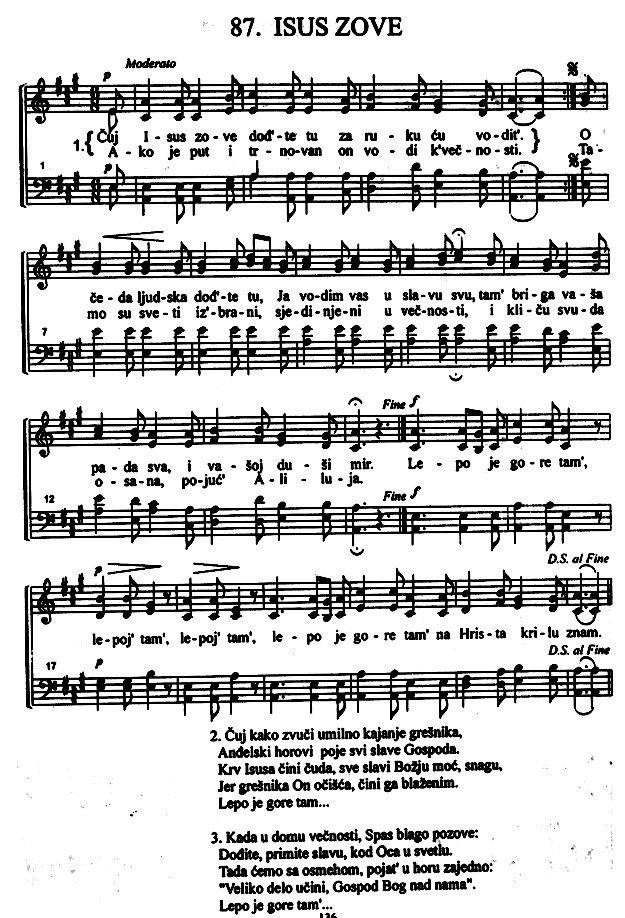 87. ISUS ZOVE
Moderato
p
1. { Čuj I - sus zo - ve dođ' - te tu za ru - ku ću vo - dit'. } O
A - ko je put i tr - no - van on vo - di k'več - no - sti. Ta -
1
p
če - da ljud - ska dođ' - te tu, Ja vo - dim vas u sla - vu svu, tam' bri - ga va - ša
mo su sve - ti iz' - bra - ni, sje - di - nje - ni u več - nos - ti, i kli - ču svu - da
7
Fine f
pa - da sva, i va - šoj du - ši mir. Le - po je go - re tam',
o - sa - na, po - juć' A - li - lu - ja.
12
Fine f
D.S. al Fine
p
le - poj' tam', le - poj' tam', le - po je go - re tam' na Hris - ta kri - lu znam.
D.S. al Fine
17
p
2. Čuj kako zvuči umilno kajanje grešnika,
Anđelski horovi poje svi slave Gospoda.
Krv Isusa čini čuda, sve slavi Božju moć, snagu,
Jer grešnika On očišća, čini ga blaženim.
Lepo je gore tam...
3. Kada u domu večnosti, Spas blago pozove:
Dođite, primite slavu, kod Oca u svetlu.
Tada ćemo sa osmehom, pojat' u horu zajedno:
"Veliko delo učini, Gospod Bog nad nama".
Lepo je gore tam'...
136